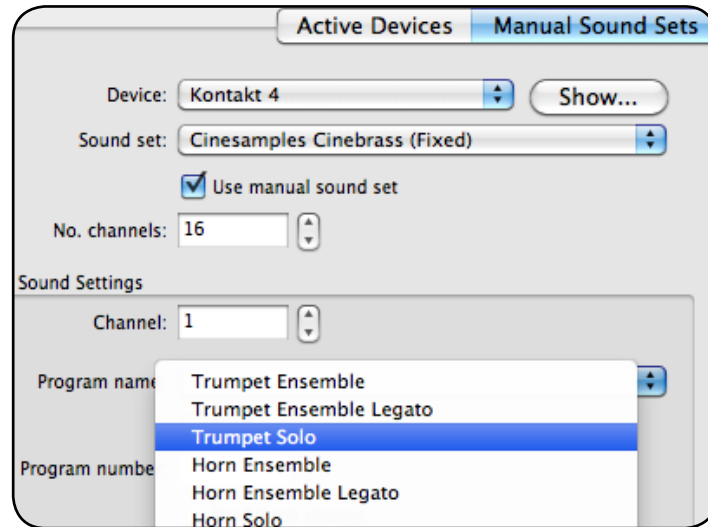 Active Devices Manual Sound Sets
Device: Kontakt 4 Show...
Sound set: Cinesamples Cinebrass (Fixed)
Use manual sound set
No. channels: 16
Sound Settings
Channel: 1
Program name
Trumpet Ensemble
Trumpet Ensemble Legato
Trumpet Solo
Horn Ensemble
Program numbe
Horn Ensemble Legato
Horn Solo